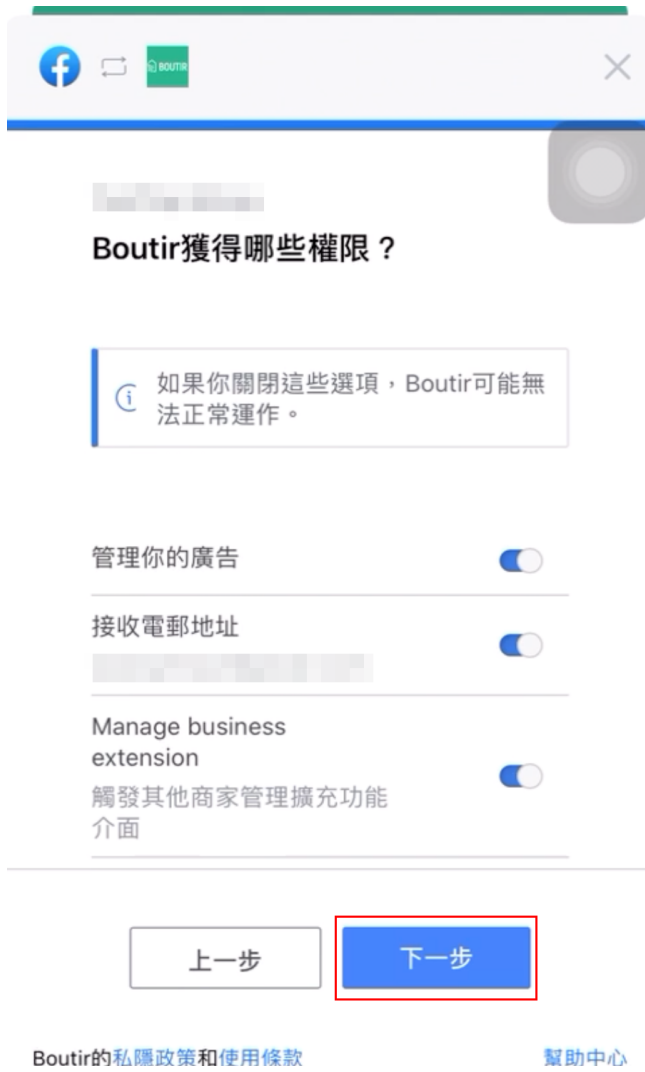 BOUTIR
Boutir獲得哪些權限？
如果你關閉這些選項，Boutir可能無
法正常運作。
管理你的廣告
接收電郵地址
Manage business
extension
觸發其他商家管理擴充功能
介面
上一步
下一步
Boutir的私隱政策和使用條款
幫助中心